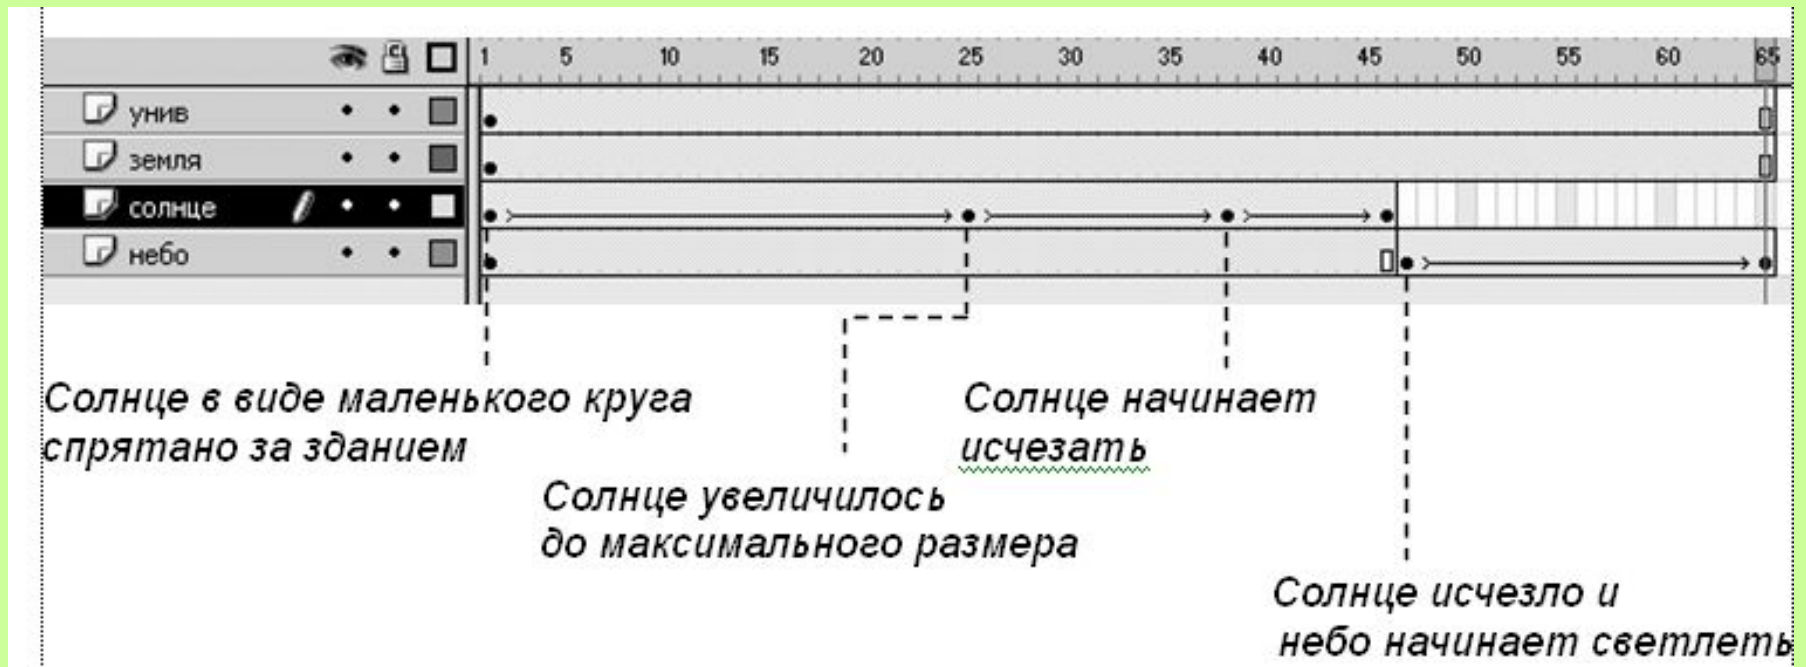 1 5 10 15 20 25 30 35 40 45 50 55 60 65
унив
земля
солнце
небо
Солнце в виде маленького круга
спрятано за зданием
Солнце начинает
исчезать
Солнце увеличилось
до максимального размера
Солнце исчезло и
небо начинает светлеть